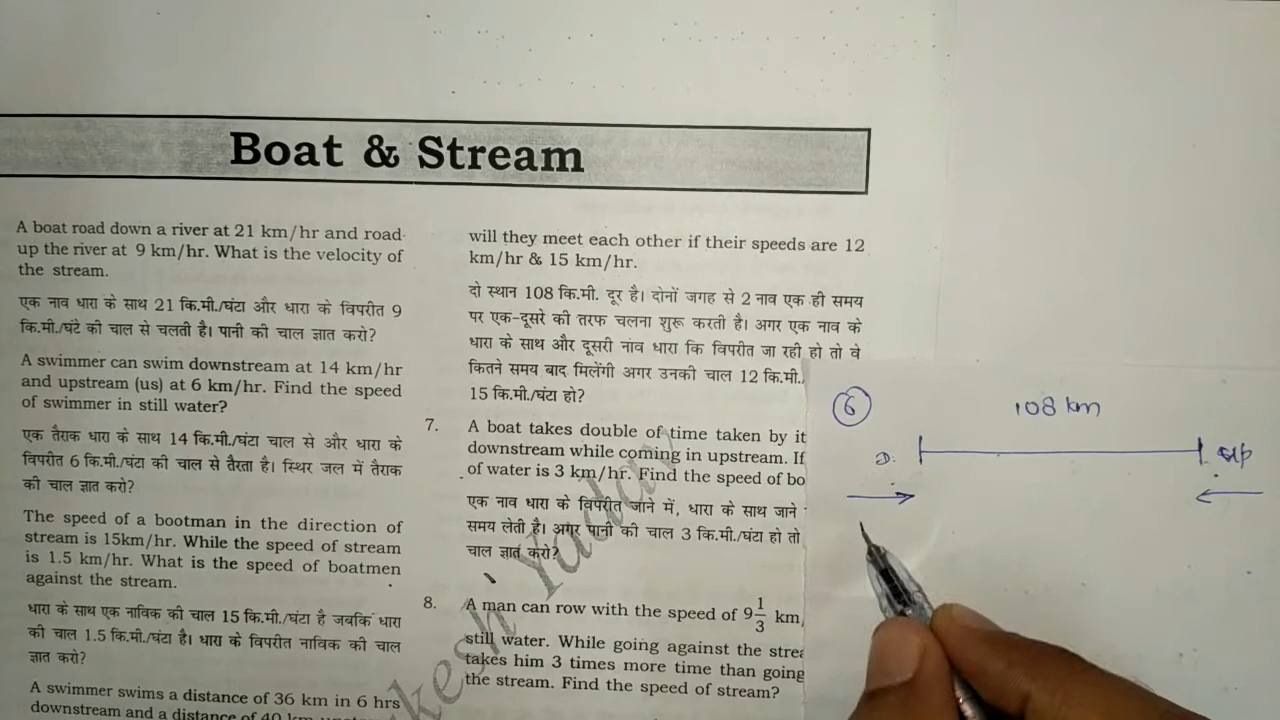 Boat & Stream
A boat road down a river at 21 km/hr and road
up the river at 9 km/hr. What is the velocity of
the stream.
एक नाव धारा के साथ 21 कि.मी./घंटा और धारा के विपरीत 9
कि.मी./घंटे की चाल से चलती है। पानी की चाल ज्ञात करो?
A swimmer can swim downstream at 14 km/hr
and upstream (us) at 6 km/hr. Find the speed
of swimmer in still water?
एक तैराक धारा के साथ 14 कि.मी./घंटा चाल से और धारा के
विपरीत 6 कि.मी./घंटा की चाल से तैरता है। स्थिर जल में तैराक
की चाल ज्ञात करो?
The speed of a bootman in the direction of
stream is 15km/hr. While the speed of stream
is 1.5 km/hr. What is the speed of boatmen
against the stream.
धारा के साथ एक नाविक की चाल 15 कि.मी./घंटा है जबकि धारा
की चाल 1.5 कि.मी./घंटा है। धारा के विपरीत नाविक की चाल
ज्ञात करो?
A swimmer swims a distance of 36 km in 6 hrs
downstream and a distance of 40 km
will they meet each other if their speeds are 12
km/hr & 15 km/hr.
दो स्थान 108 कि.मी. दूर है। दोनों जगह से 2 नाव एक ही समय
पर एक-दूसरे की तरफ चलना शुरू करती है। अगर एक नाव के
धारा के साथ और दूसरी नांव धारा कि विपरीत जा रही हो तो वे
कितने समय बाद मिलेंगी अगर उनकी चाल 12 कि.मी./
15 कि.मी./घंटा हो?
7. A boat takes double of time taken by it
downstream while coming in upstream. If
of water is 3 km/hr. Find the speed of bo
एक नाव धारा के विपरीत जाने में, धारा के साथ जाने
समय लेती है। अगर पानी की चाल 3 कि.मी./घंटा हो तो
चाल ज्ञात करो?
8. A man can row with the speed of 9 1/3 km,
still water. While going against the strea
takes him 3 times more time than going
the stream. Find the speed of stream?
kesh Yadav
6 108 km
D. up